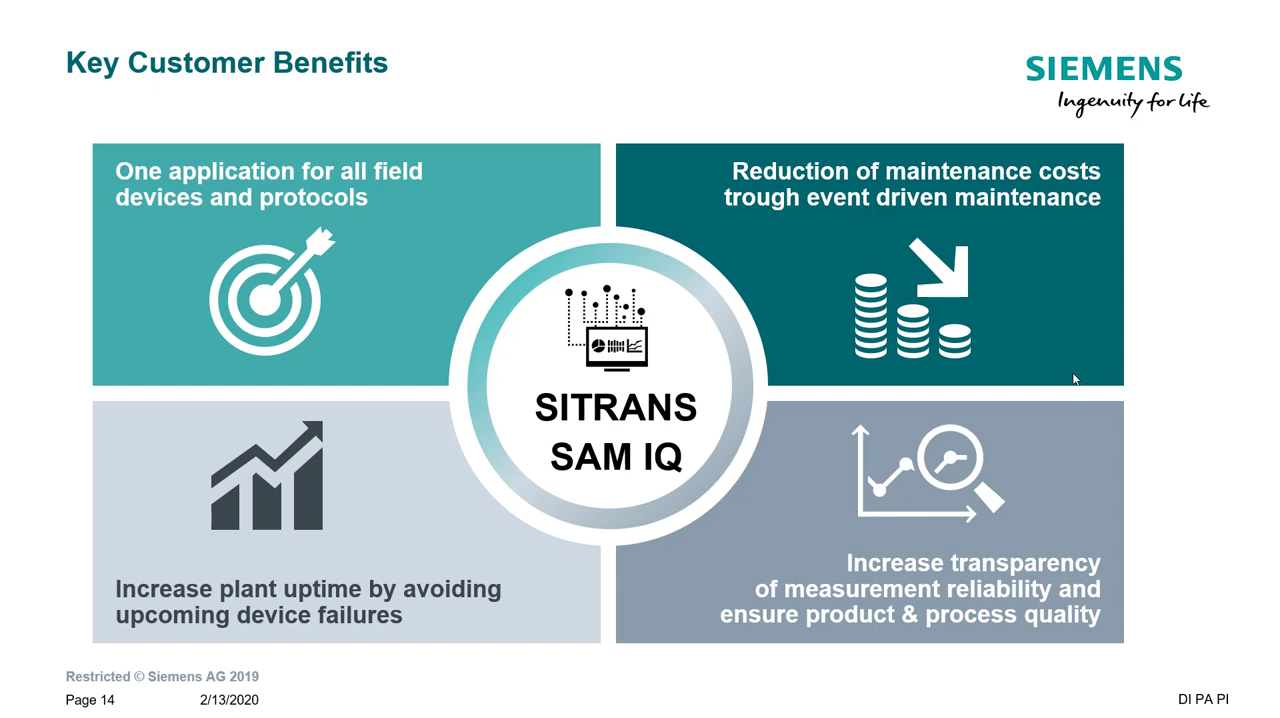 Key Customer Benefits
SIEMENS
Ingenuity for life
One application for all field
devices and protocols
Reduction of maintenance costs
trough event driven maintenance
SITRANS
SAM IQ
Increase plant uptime by avoiding
upcoming device failures
Increase transparency
of measurement reliability and
ensure product & process quality
Restricted © Siemens AG 2019
Page 14 2/13/2020 DI PA PI